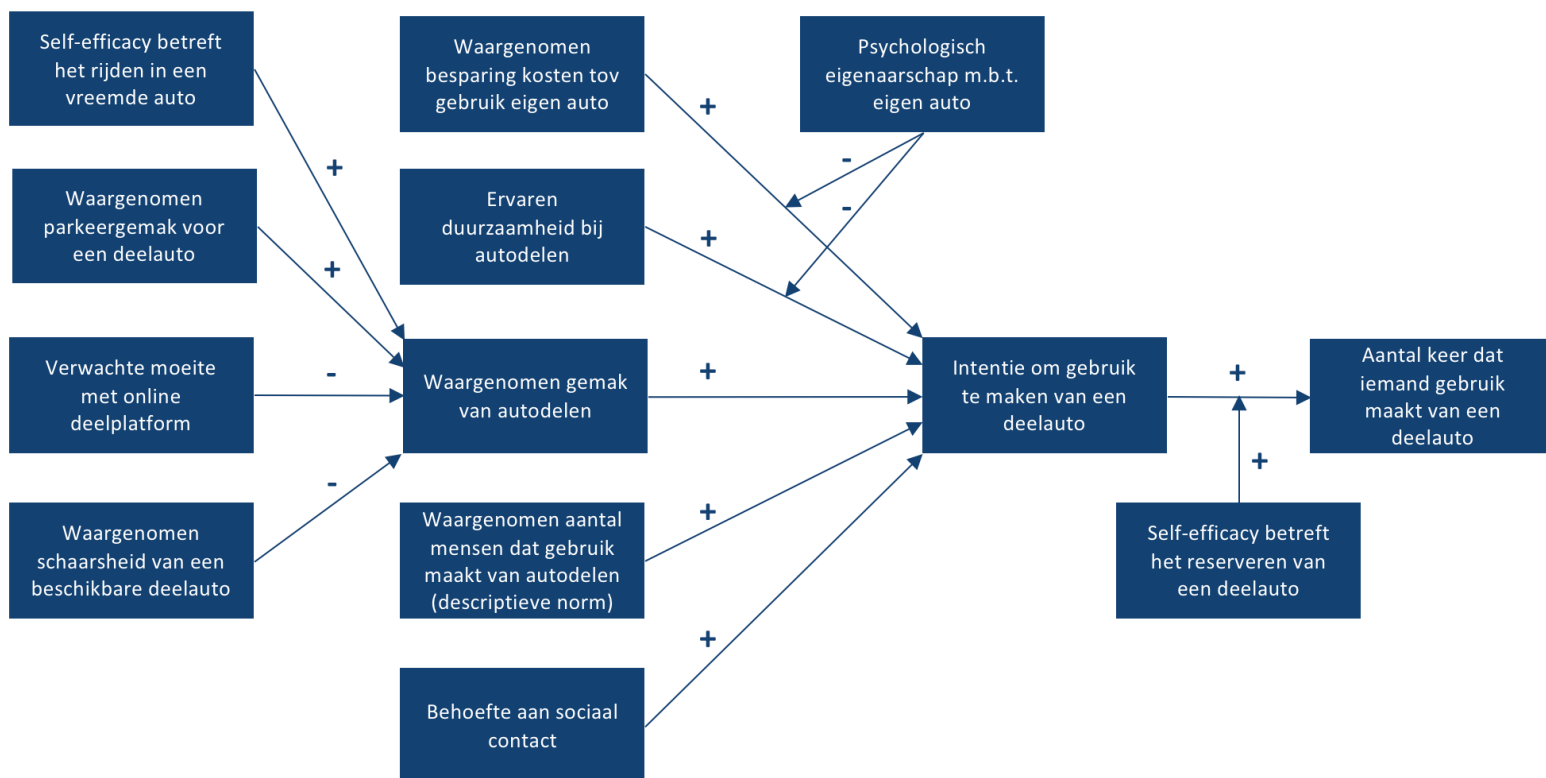 Self-efficacy betreft
het rijden in een
vreemde auto
Waargenomen
besparing kosten tov
gebruik eigen auto
Psychologisch
eigenaarschap m.b.t.
eigen auto
+
-
+
Waargenomen
parkeergemak voor
een deelauto
Ervaren
duurzaamheid bij
autodelen
-
+
+
Verwachte moeite
met online
deelplatform
-
Waargenomen gemak
van autodelen
+
Intentie om gebruik
te maken van een
deelauto
+
Aantal keer dat
iemand gebruik
maakt van een
deelauto
+
Waargenomen
schaarsheid van een
beschikbare deelauto
-
Waargenomen aantal
mensen dat gebruik
maakt van autodelen
(descriptieve norm)
+
Self-efficacy betreft
het reserveren van
een deelauto
+
Behoefte aan sociaal
contact